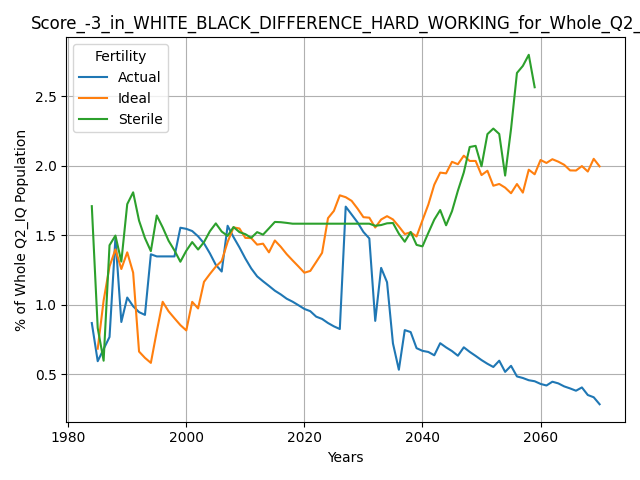 Score_-3_in_WHITE_BLACK_DIFFERENCE_HARD_WORKING_for_Whole_Q2_
Fertility
Actual
Ideal
Sterile
% of Whole Q2_IQ Population
2.5
2.0
1.5
1.0
0.5
1980
2000
2020
2040
2060
Years